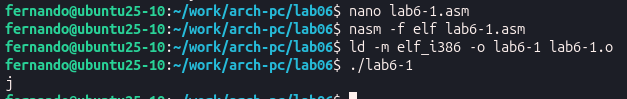 fernando@ubuntu25-10:~/work/arch-pc/lab06$ nano lab6-1.asm
fernando@ubuntu25-10:~/work/arch-pc/lab06$ nasm -f elf lab6-1.asm
fernando@ubuntu25-10:~/work/arch-pc/lab06$ ld -m elf_i386 -o lab6-1 lab6-1.o
fernando@ubuntu25-10:~/work/arch-pc/lab06$ ./lab6-1
j
fernando@ubuntu25-10:~/work/arch-pc/lab06$